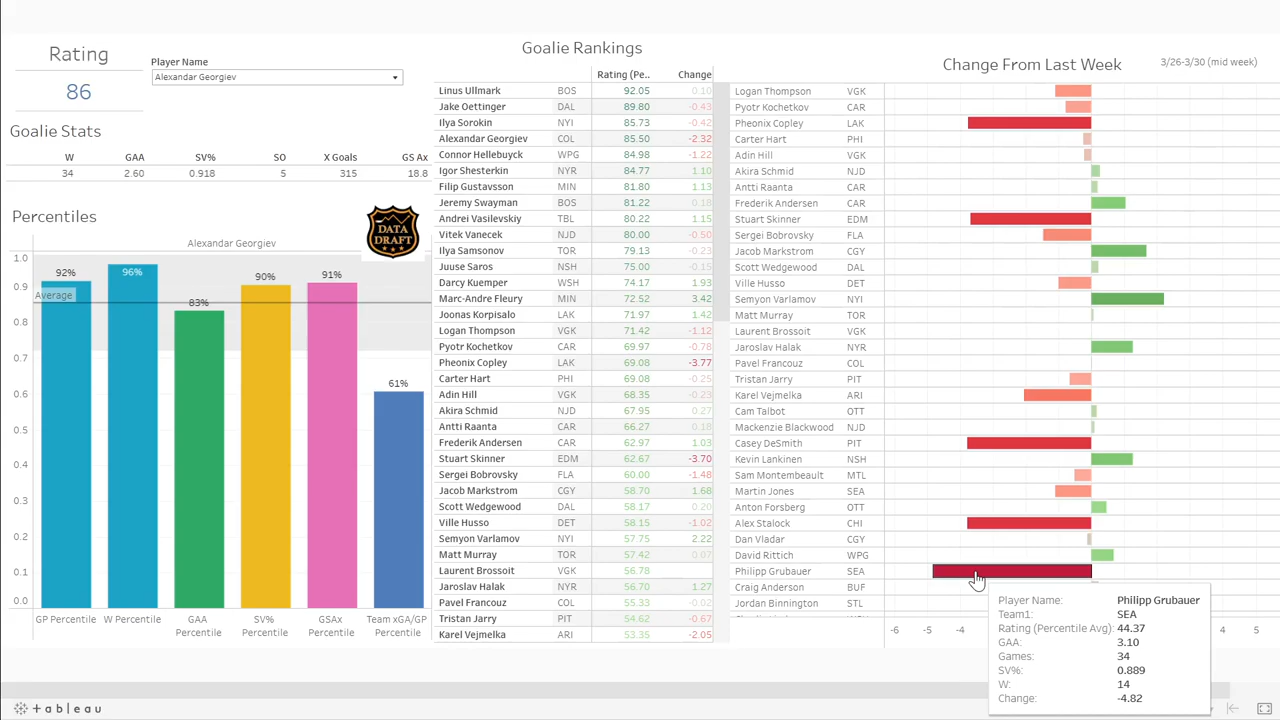 Rating
86
Player Name
Alexandar Georgiev
Goalie Stats
W GAA SV% SO X Goals GS Ax
34 2.60 0.918 5 315 18.8
Percentiles
DATA
DRAFT
Alexandar Georgiev
1.0
0.9
0.8
0.7
0.6
0.5
0.4
0.3
0.2
0.1
0.0
92%
96%
83%
90%
91%
61%
Average
GP Percentile
W Percentile
GAA Percentile
SV% Percentile
GSAx Percentile
Team xGA/GP Percentile
Goalie Rankings
Rating (Pe.. Change
Linus Ullmark BOS 92.05 0.10
Jake Oettinger DAL 89.80 -0.43
Ilya Sorokin NYI 85.73 -0.42
Alexandar Georgiev COL 85.50 -2.32
Connor Hellebuyck WPG 84.98 -1.22
Igor Shesterkin NYR 84.77 1.10
Filip Gustavsson MIN 81.80 1.13
Jeremy Swayman BOS 81.22 0.18
Andrei Vasilevskiy TBL 80.22 1.15
Vitek Vanecek NJD 80.00 -0.50
Ilya Samsonov TOR 79.13 -0.23
Juuse Saros NSH 75.00 -0.15
Darcy Kuemper WSH 74.17 1.93
Marc-Andre Fleury MIN 72.52 3.42
Joonas Korpisalo LAK 71.97 1.42
Logan Thompson VGK 71.42 -1.12
Pyotr Kochetkov CAR 69.97 -0.78
Pheonix Copley LAK 69.08 -3.77
Carter Hart PHI 69.08 -0.25
Adin Hill VGK 68.35 -0.23
Akira Schmid NJD 67.95 0.27
Antti Raanta CAR 66.27 0.18
Frederik Andersen CAR 62.97 1.03
Stuart Skinner EDM 62.67 -3.70
Sergei Bobrovsky FLA 60.00 -1.48
Jacob Markstrom CGY 58.70 1.68
Scott Wedgewood DAL 58.17 0.20
Ville Husso DET 58.15 -1.02
Semyon Varlamov NYI 57.75 2.22
Matt Murray TOR 57.42 0.07
Laurent Brossoit VGK 56.78
Jaroslav Halak NYR 56.70 1.27
Pavel Francouz COL 55.33 -0.02
Tristan Jarry PIT 54.62 -0.67
Karel Vejmelka ARI 53.35 -2.05
Change From Last Week
3/26-3/30 (mid week)
Logan Thompson VGK
Pyotr Kochetkov CAR
Pheonix Copley LAK
Carter Hart PHI
Adin Hill VGK
Akira Schmid NJD
Antti Raanta CAR
Frederik Andersen CAR
Stuart Skinner EDM
Sergei Bobrovsky FLA
Jacob Markstrom CGY
Scott Wedgewood DAL
Ville Husso DET
Semyon Varlamov NYI
Matt Murray TOR
Laurent Brossoit VGK
Jaroslav Halak NYR
Pavel Francouz COL
Tristan Jarry PIT
Karel Vejmelka ARI
Cam Talbot OTT
Mackenzie Blackwood NJD
Casey DeSmith PIT
Kevin Lankinen NSH
Sam Montembeault MTL
Martin Jones SEA
Anton Forsberg OTT
Alex Stalock CHI
Dan Vladar CGY
David Rittich WPG
Philipp Grubauer SEA
Craig Anderson BUF
Jordan Binnington STL
-6 -5 -4 4 5
Player Name: Philipp Grubauer
Team1: SEA
Rating (Percentile Avg): 44.37
GAA: 3.10
Games: 34
SV%: 0.889
W: 14
Change: -4.82
+ a b l e a u